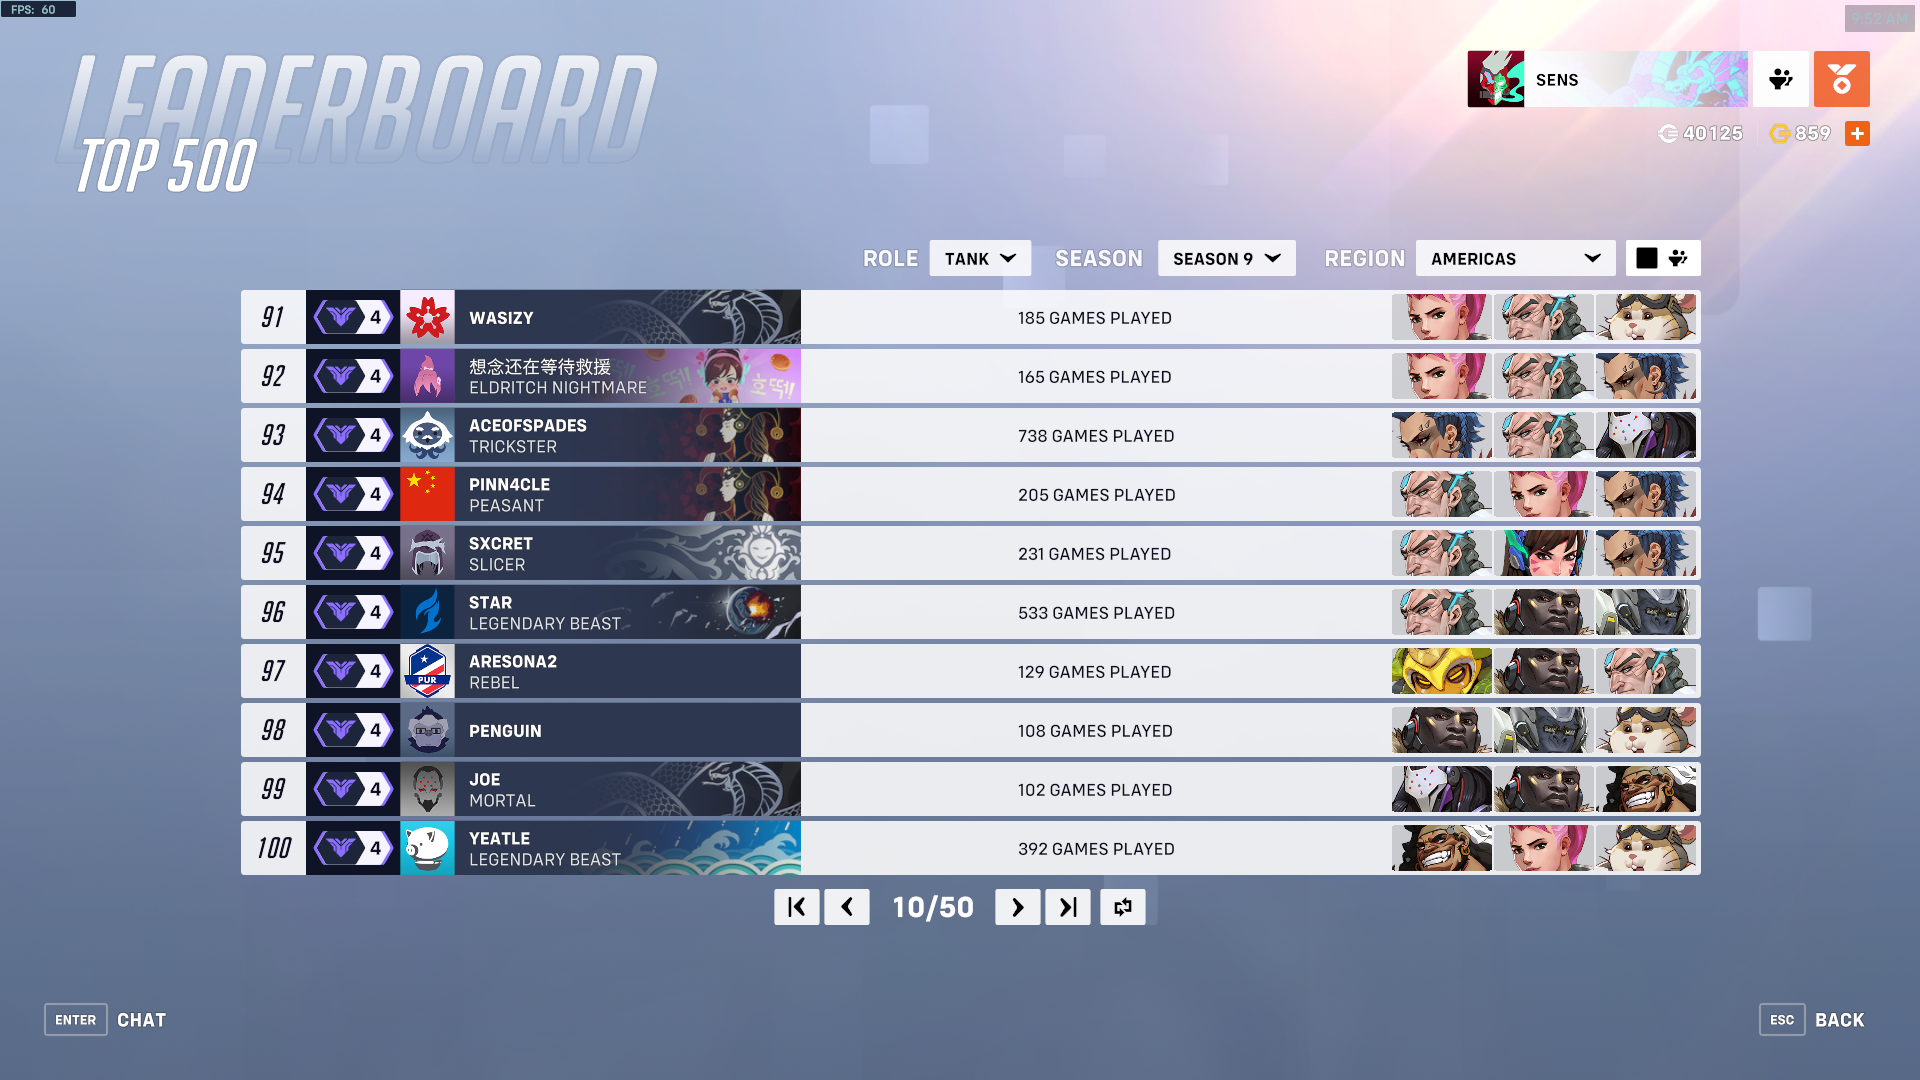 FPS: 60
9:52 AM
LEADERBOARD
TOP 500
SENS
40125
859
ROLE
TANK
SEASON
SEASON 9
REGION
AMERICAS
91 4 WASIZY 185 GAMES PLAYED
92 4 想念还在等待救援 165 GAMES PLAYED
ELDRITCH NIGHTMARE
93 4 ACEOFSPADES 738 GAMES PLAYED
TRICKSTER
94 4 PINN4CLE 205 GAMES PLAYED
PEASANT
95 4 SXCRET 231 GAMES PLAYED
SLICER
96 4 STAR 533 GAMES PLAYED
LEGENDARY BEAST
97 4 PUR ARESONA2 129 GAMES PLAYED
REBEL
98 4 PENGUIN 108 GAMES PLAYED
99 4 JOE 102 GAMES PLAYED
MORTAL
100 4 YEATLE 392 GAMES PLAYED
LEGENDARY BEAST
10/50
ENTER CHAT
ESC BACK